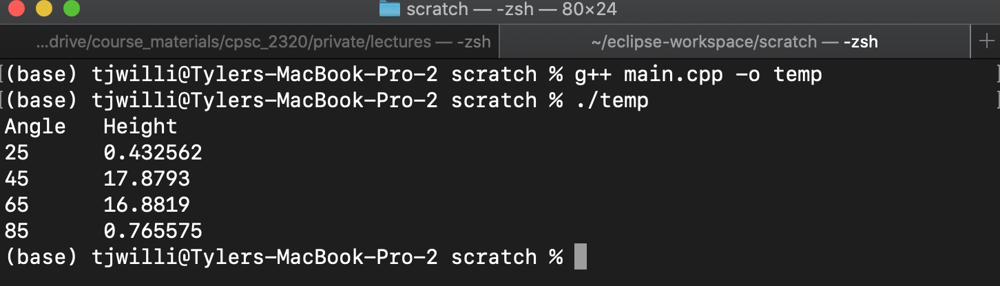 scratch — -zsh — 80×24
...drive/course_materials/cpsc_2320/private/lectures — -zsh
~/eclipse-workspace/scratch — -zsh
(base) tjwilli@Tylers-MacBook-Pro-2 scratch % g++ main.cpp -o temp
(base) tjwilli@Tylers-MacBook-Pro-2 scratch % ./temp
Angle Height
25 0.432562
45 17.8793
65 16.8819
85 0.765575
(base) tjwilli@Tylers-MacBook-Pro-2 scratch %